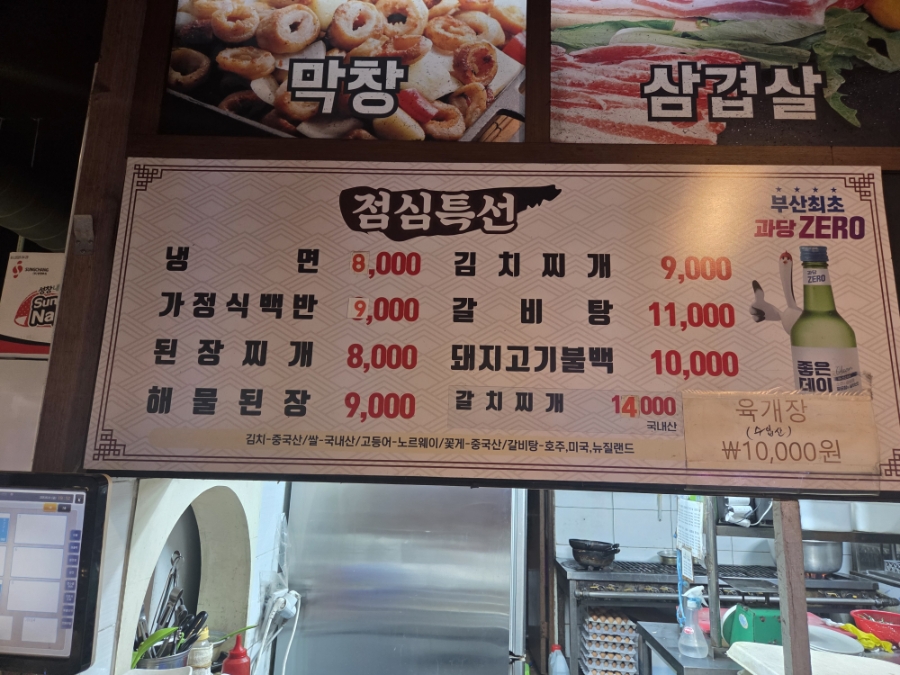 막창
삼겹살
점심특선
부산최초
과당 ZERO
냉면 8,000
김치찌개 9,000
가정식백반 9,000
갈비탕 11,000
된장찌개 8,000
돼지고기불백 10,000
해물된장 9,000
갈치찌개 14,000
국내산
김치-중국산/쌀-국내산/고등어-노르웨이/꽃게-중국산/갈비탕-호주,미국,뉴질랜드
과당
ZERO
좋은
데이
육개장
₩10,000원